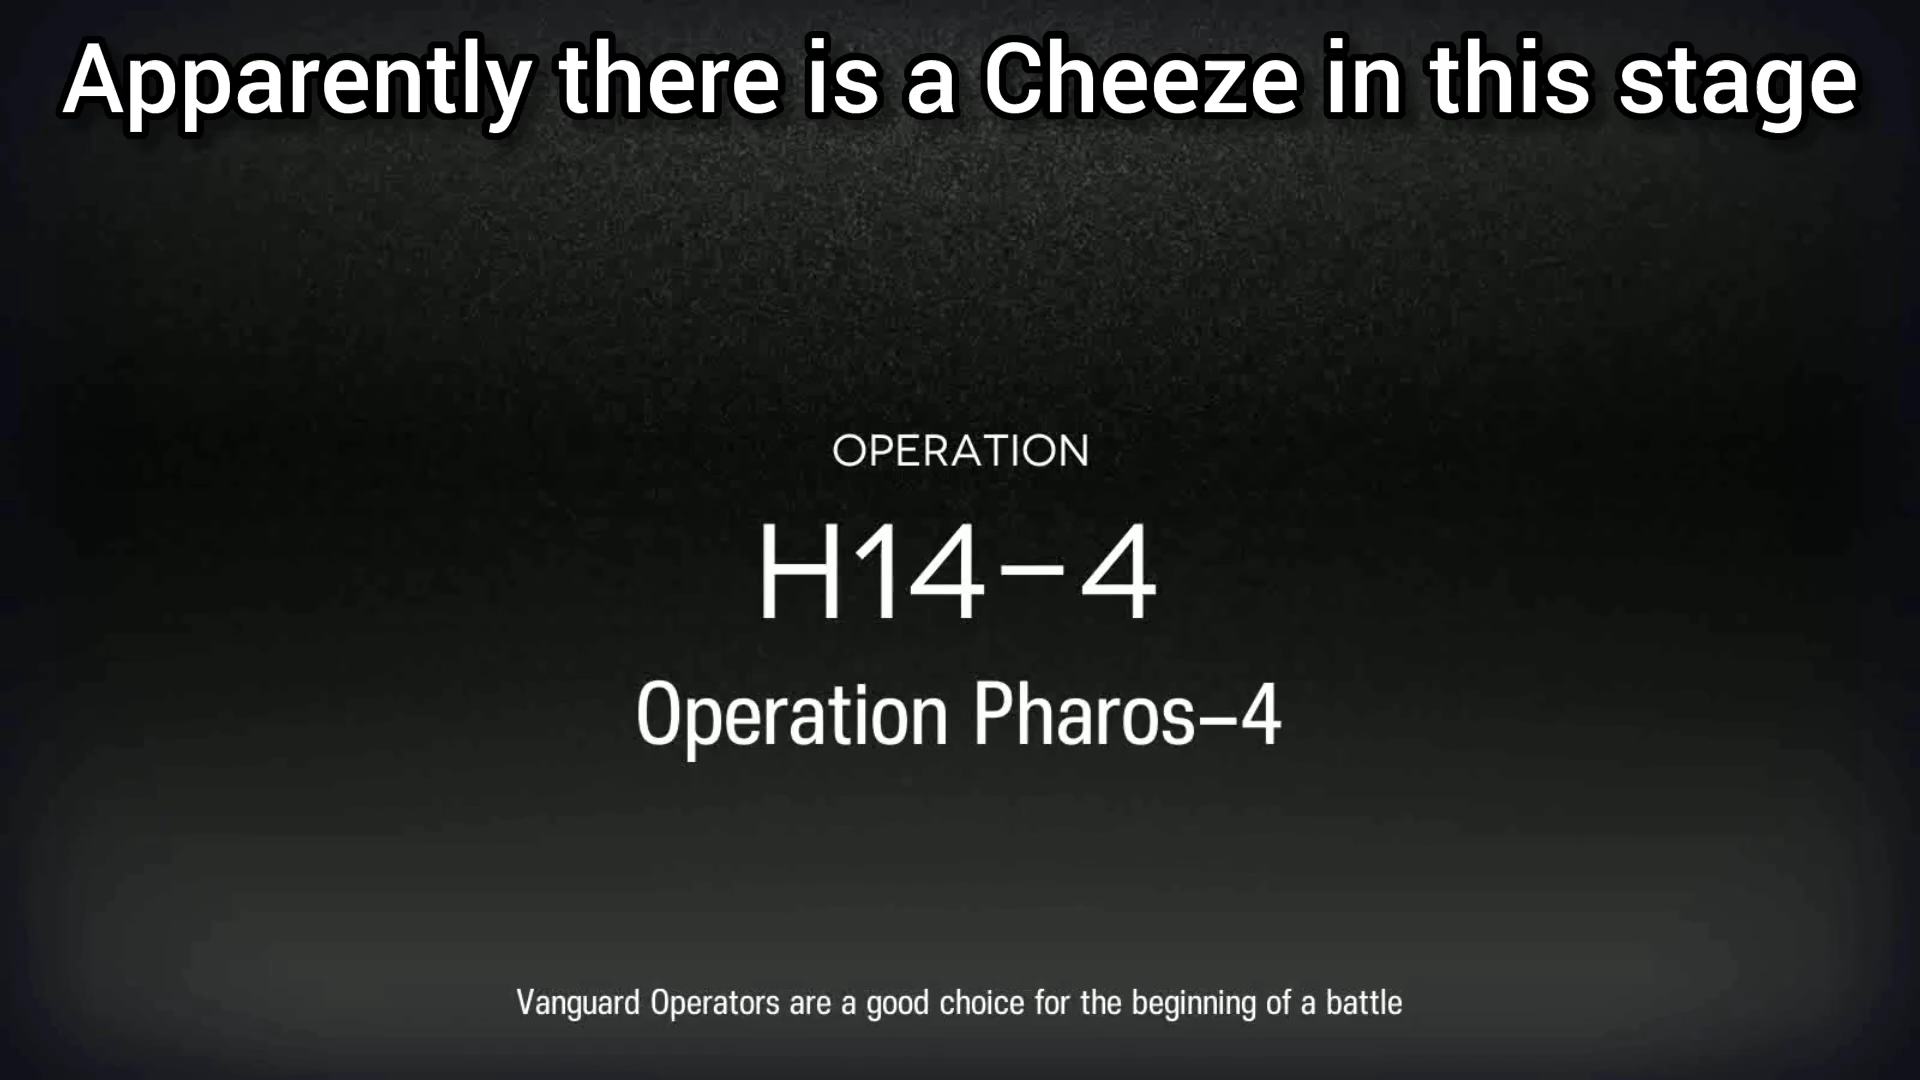 Apparently there is a Cheeze in this stage
OPERATION
H14-4
Operation Pharos-4
Vanguard Operators are a good choice for the beginning of a battle